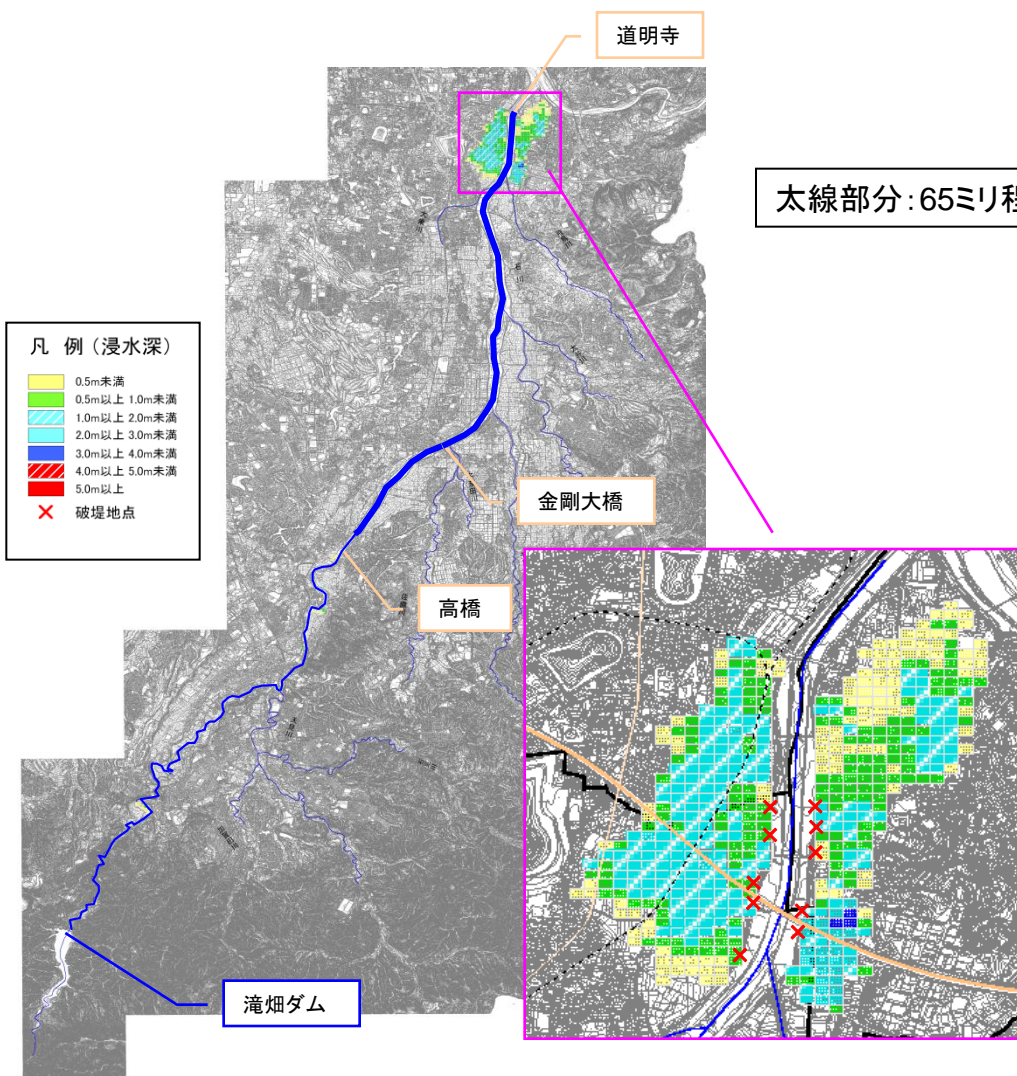 道明寺
太線部分：65ミリ程
凡 例（浸水深）
0.5m未満
0.5m以上 1.0m未満
1.0m以上 2.0m未満
2.0m以上 3.0m未満
3.0m以上 4.0m未満
4.0m以上 5.0m未満
5.0m以上
破堤地点
金剛大橋
高橋
滝畑ダム